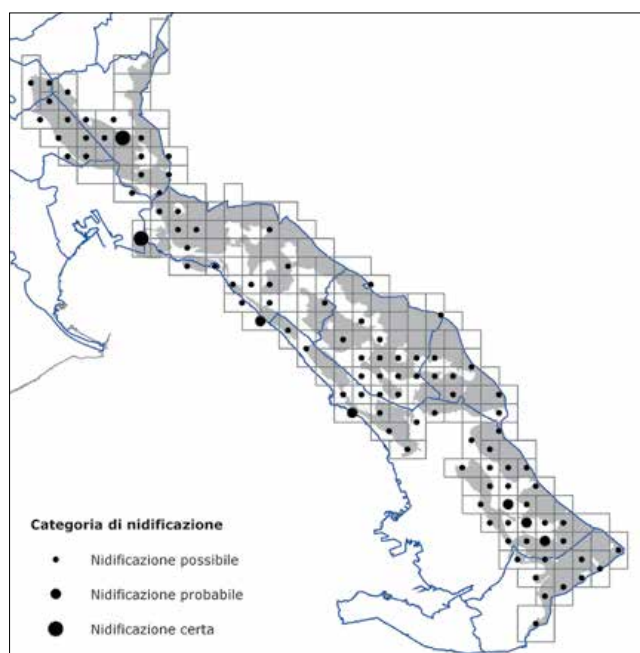 Categoria di nidificazione
Nidificazione possibile
Nidificazione probabile
Nidificazione certa